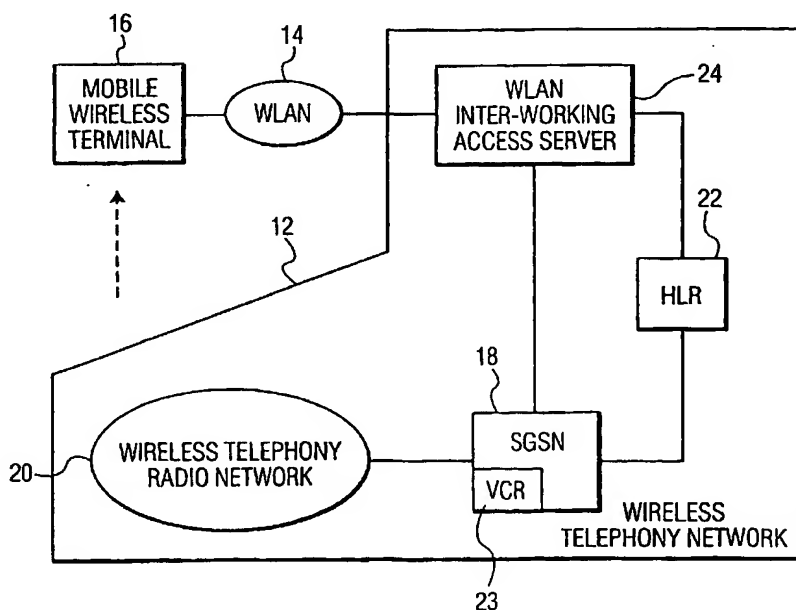 16
MOBILE
WIRELESS
TERMINAL
14
WLAN
WLAN
INTER-WORKING
ACCESS SERVER
24
12
22
HLR
18
SGSN
VCR
23
20
WIRELESS TELEPHONY
RADIO NETWORK
WIRELESS
TELEPHONY NETWORK